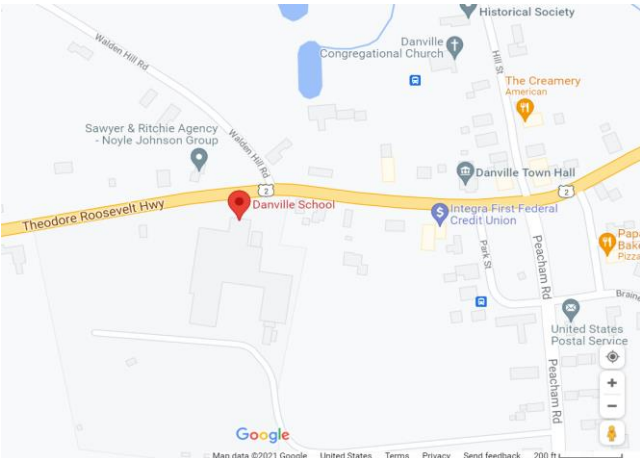 Historical Society
Danville
Congregational Church
Walden Hill Rd
Hill St
The Creamery
American
Sawyer & Ritchie Agency
- Noyle Johnson Group
Walden Hill Rd
2
Danville Town Hall
2
Theodore Roosevelt Hwy
Danville School
$
Integra First Federal
Credit Union
Park St
Peacham Rd
Papa
Bake
Pizza
Braine
United States
Postal Service
Peacham Rd
+
−
Google
Map data ©2021 Google United States Terms Privacy Send feedback 200 ft